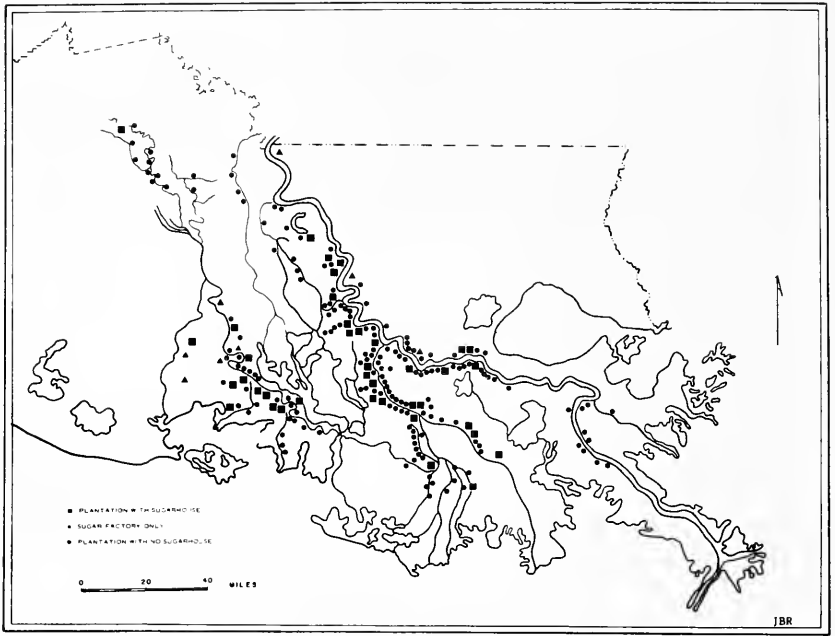 PLANTATION WITH SUGARHOUSE
SUGAR FACTORY ONLY
PLANTATION WITH NO SUGARHOUSE
0 20 40 MILES
JBR